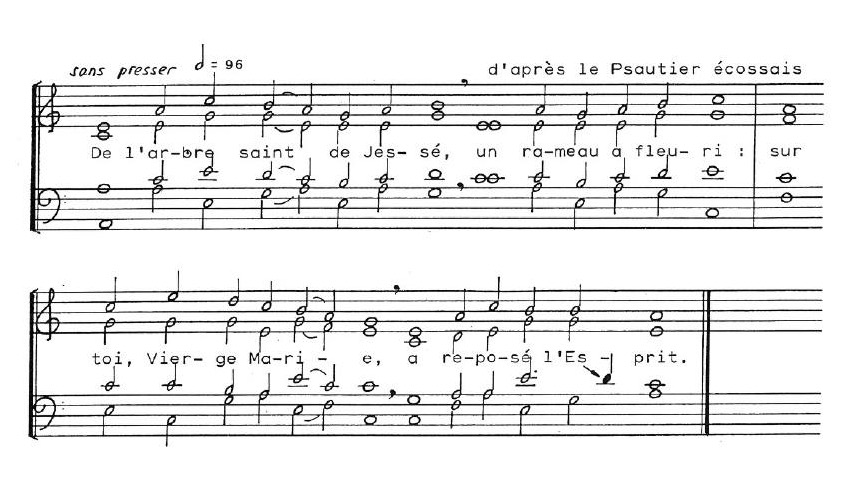 sans presser 𝅗𝅥 = 96 d'après le Psautier écossais
De l'ar-bre saint de Jes- sé, un ra-meau a fleu- ri : sur
toi, Vier- ge Ma-ri - e, a re-po-sé l'Es - prit.